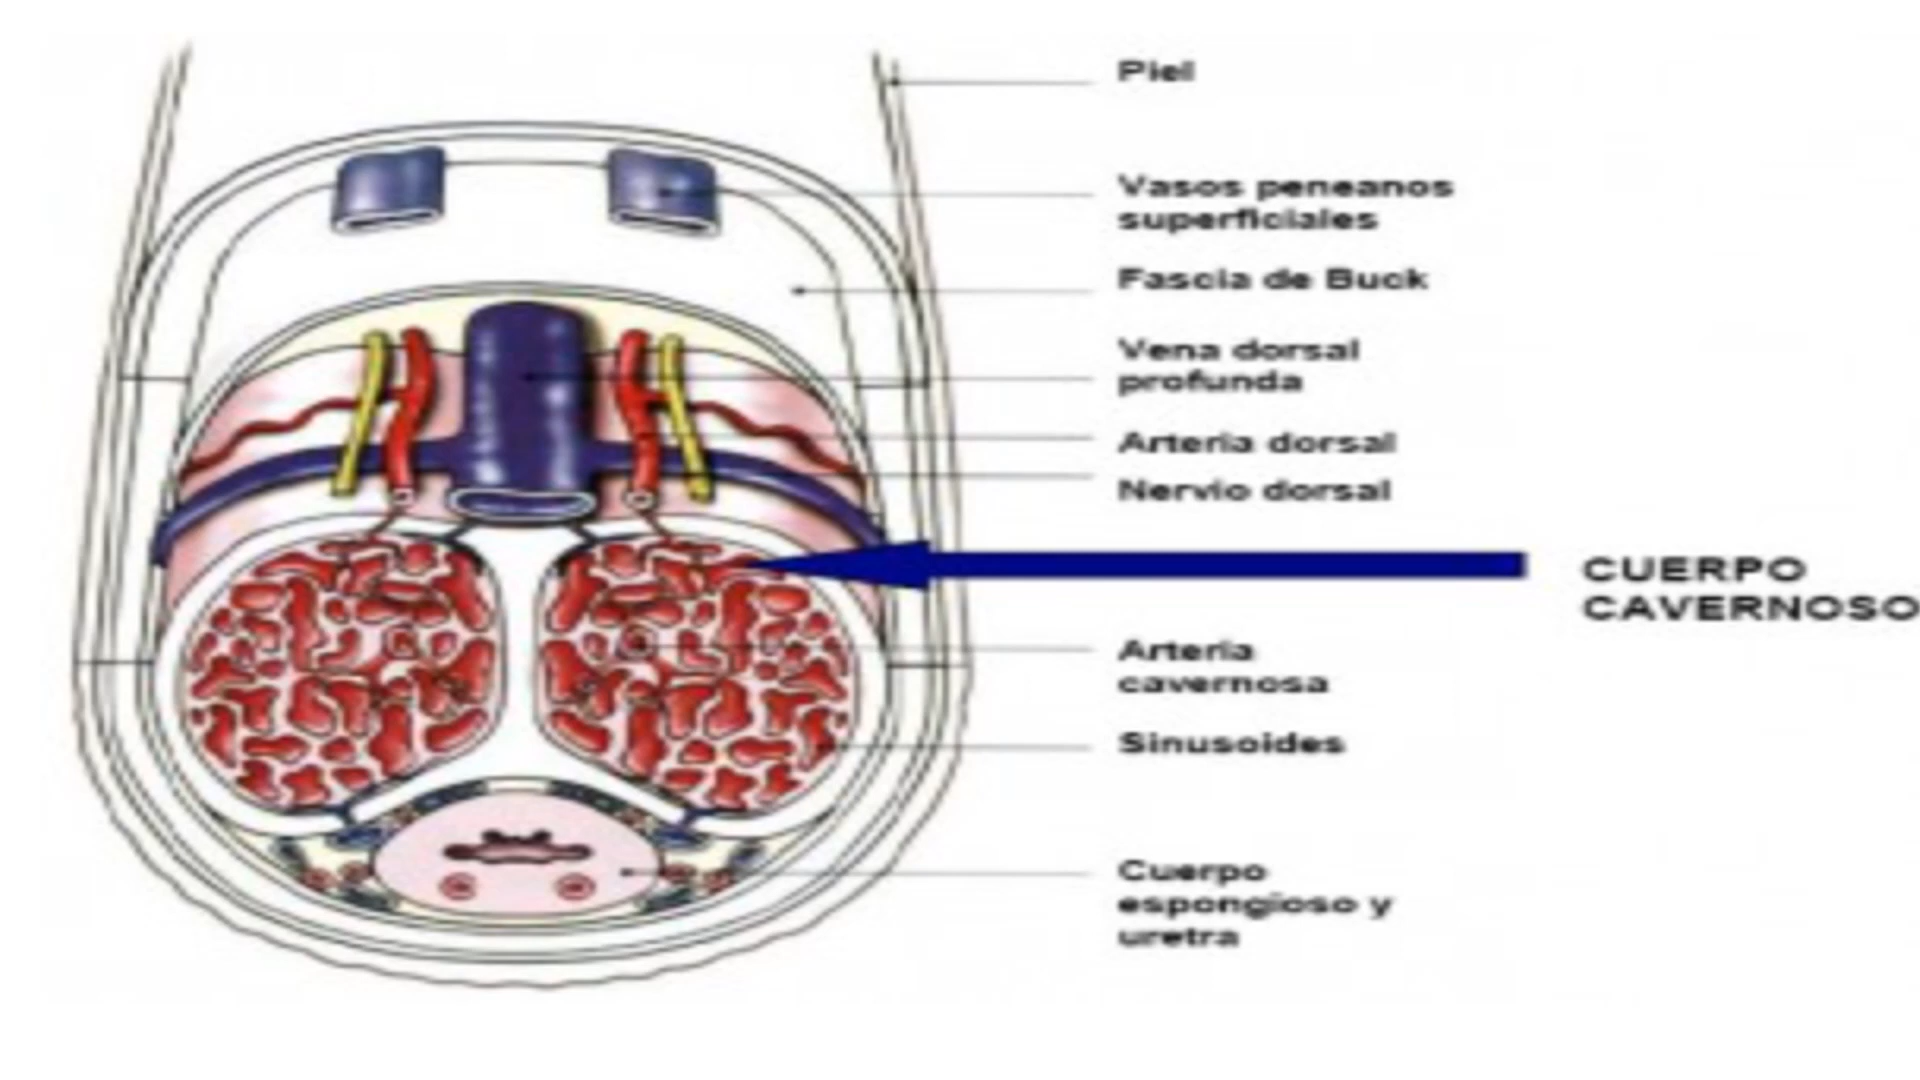 Piel
Vasos peneanos
superficiales
Fascia de Buck
Vena dorsal
profunda
Arteria dorsal
Nervio dorsal
CUERPO
CAVERNOSO
Arteria
cavernosa
Sinusoides
Cuerpo
espongioso y
uretra